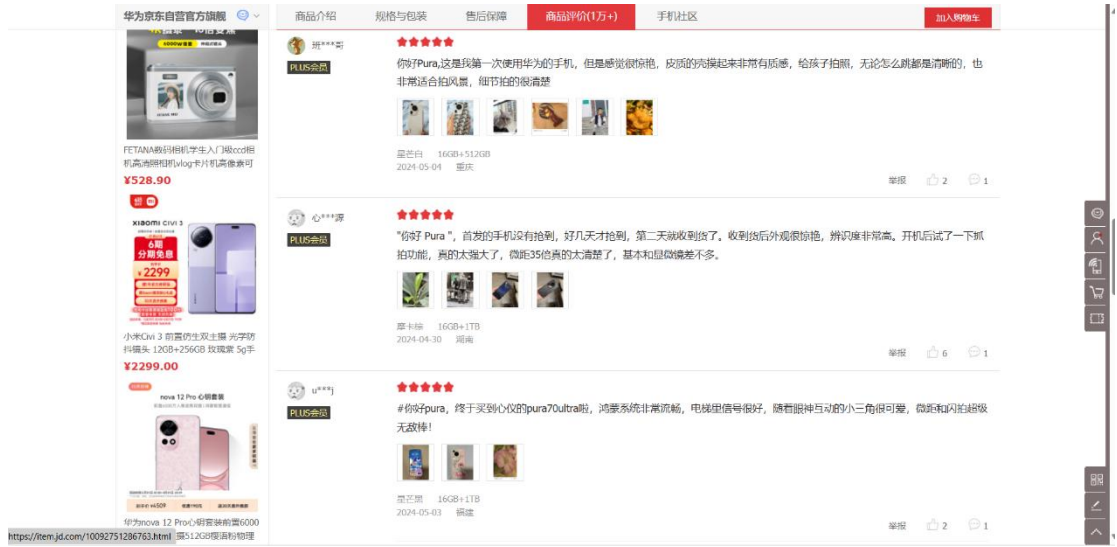 华为京东自营官方旗舰
商品介绍
规格与包装
售后保障
商品评价(1万+)
手机社区
加入购物车
FETANA数码相机学生入门级ccd相
机高清照相机vlog卡片机高像素可
¥528.90
XIAOMI CIVI 3
6期
分期免息
2299
小米Civi 3 前置仿生双主摄 光学防
抖镜头 12GB+256GB 玫瑰紫 5g手
¥2299.00
nova 12 Pro 心钥套装
华为nova 12 Pro心钥套装前置6000
摄512GB樱语粉物理
https://item.jd.com/10092751286763.html
班***哥
PLUS会员
你好Pura,这是我第一次使用华为的手机，但是感觉很惊艳，皮质的壳摸起来非常有质感，给孩子拍照，无论怎么跳都是清晰的，也
非常适合拍风景，细节拍的很清楚
星芒白 16GB+512GB
2024-05-04 重庆
举报 2 1
心***源
PLUS会员
"你好 Pura "，首发的手机没有抢到，好几天才抢到，第二天就收到货了。收到货后外观很惊艳，辨识度非常高。开机后试了一下抓
拍功能，真的太强大了，微距35倍真的太清楚了，基本和显微镜差不多。
摩卡棕 16GB+1TB
2024-04-30 湖南
举报 6 1
u***j
PLUS会员
#你好pura，终于买到心仪的pura70ultra啦，鸿蒙系统非常流畅，电梯里信号很好，随着眼神互动的小三角很可爱，微距和闪拍超级
无敌棒！
星芒黑 16GB+1TB
2024-05-03 福建
举报 2 1